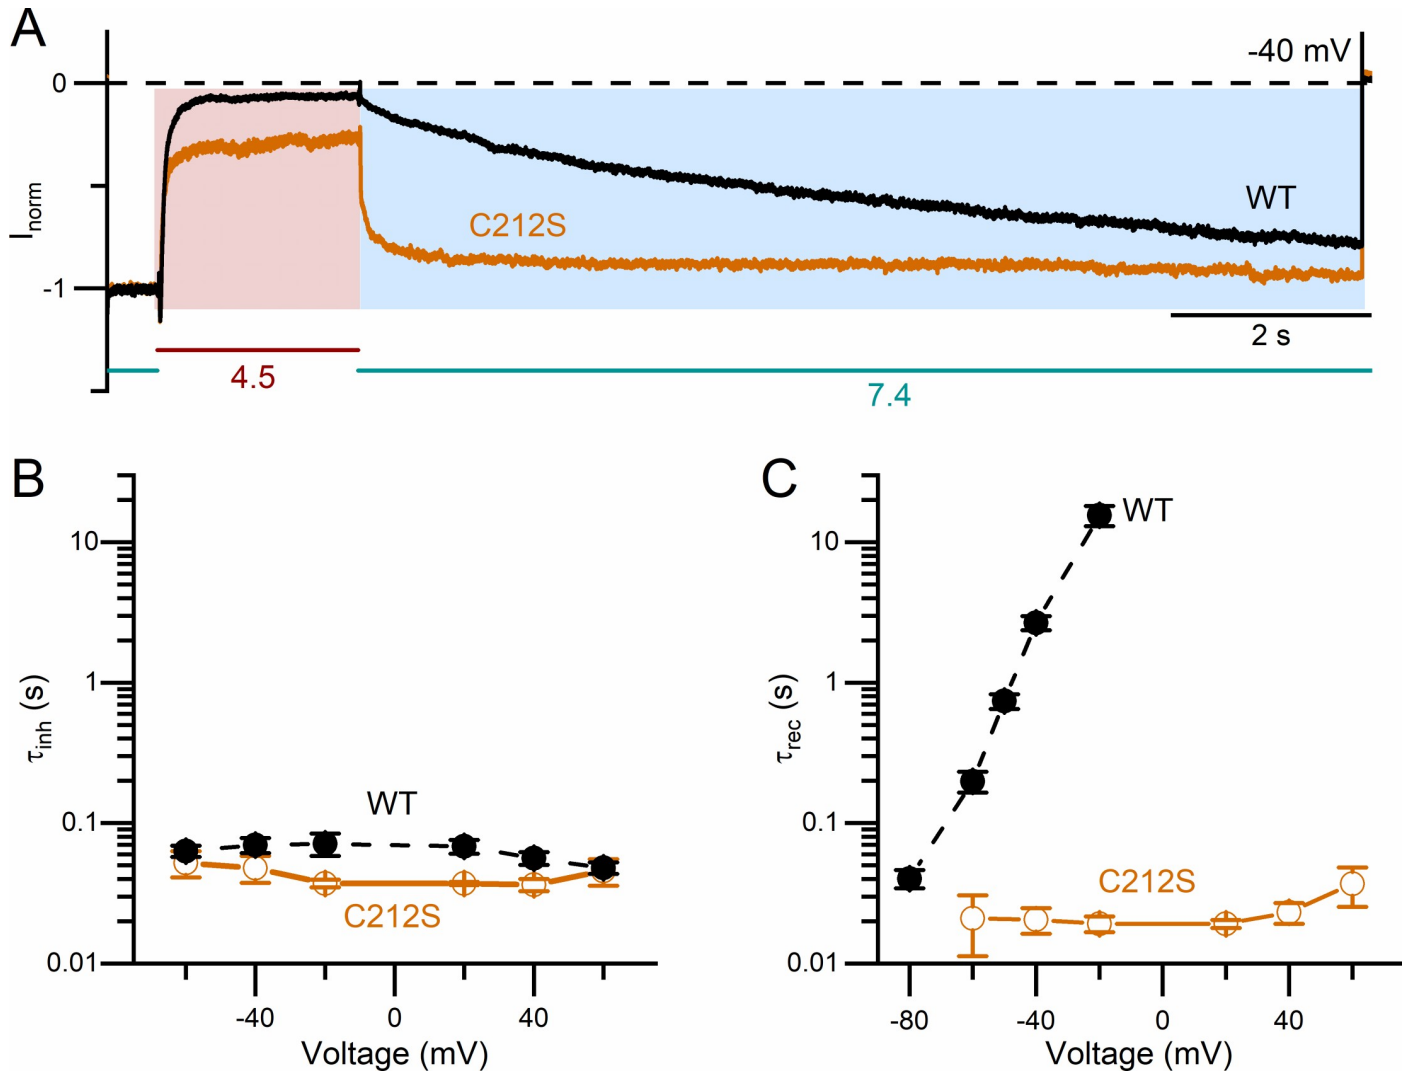 A
-40 mV
0
WT
C212S
I norm
-1
2 s
4.5
7.4
B
10
1
0.1
0.01
τinh (s)
WT
C212S
-40 0 40
Voltage (mV)
C
10
1
0.1
0.01
τrec (s)
WT
C212S
-80 -40 0 40
Voltage (mV)